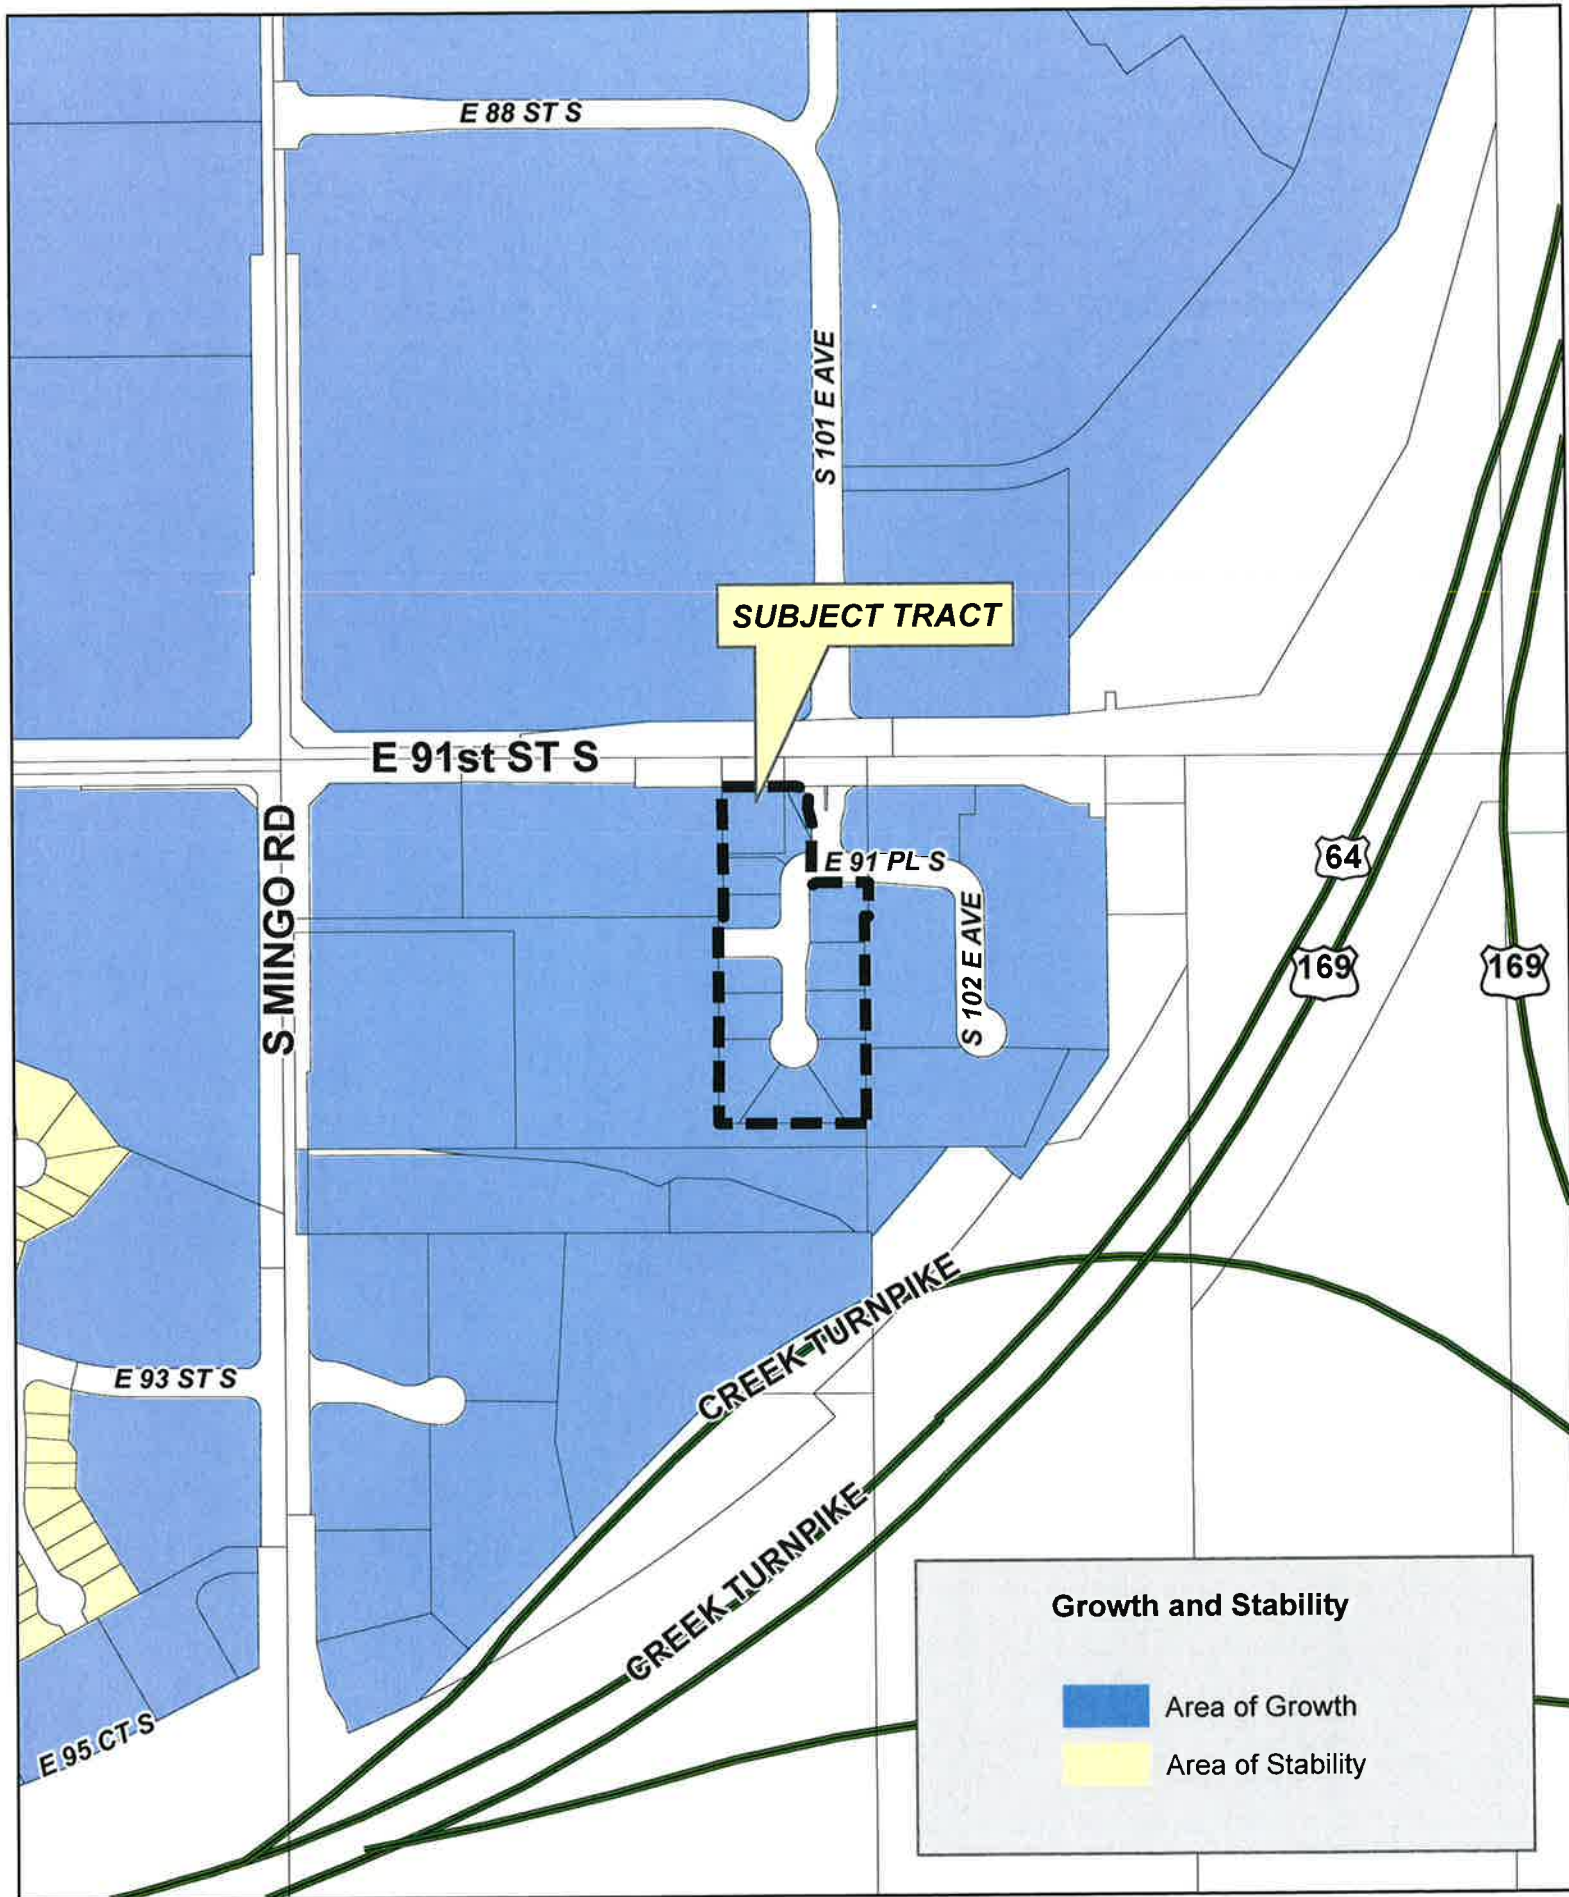 E 88 ST S
S 101 E AVE
SUBJECT TRACT
E 91st ST S
S MINGO RD
E 91 PL S
S 102 E AVE
64
169
169
CREEK TURNPIKE
E 93 ST S
CREEK TURNPIKE
E 95 CT S
Growth and Stability
Area of Growth
Area of Stability